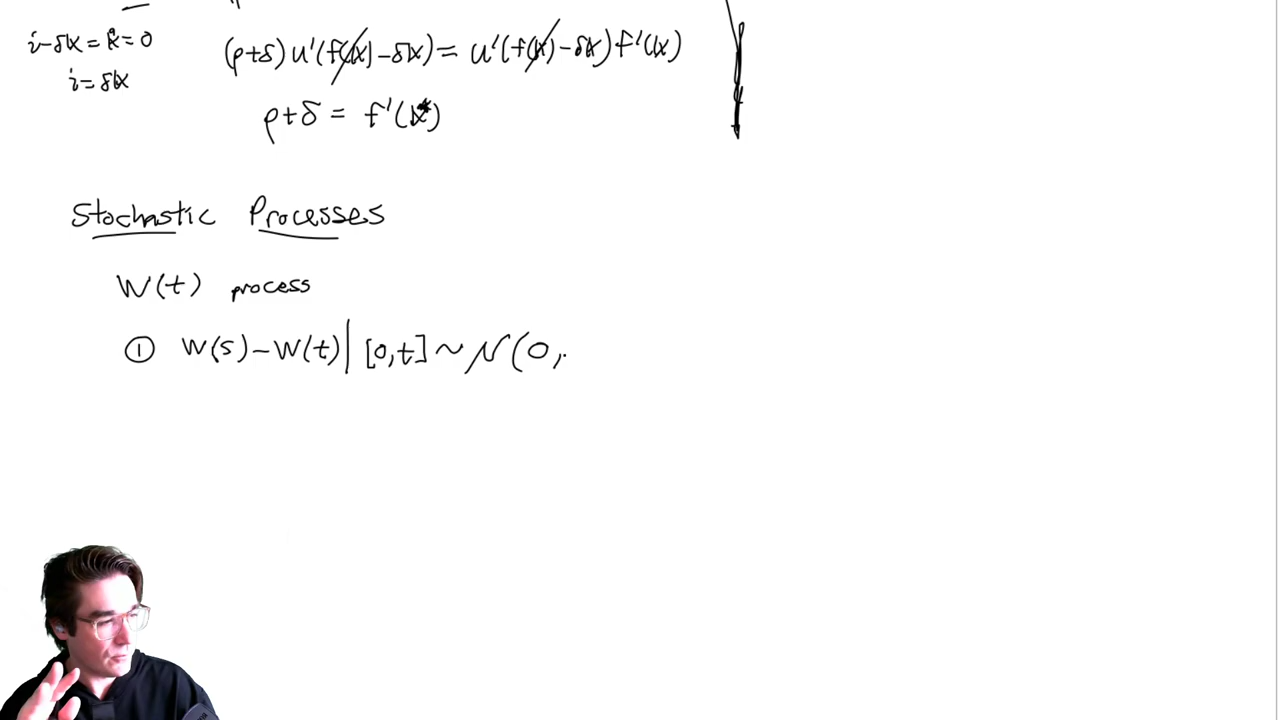 i-δk = k̇ = 0
i = δk
(ρ+δ) u'(f(k)-δk) = u'(f(k)-δk) f'(k)
ρ+δ = f'(k*)
Stochastic Processes
W(t) process
① W(s)-W(t)| [0,t] ~ N(0,